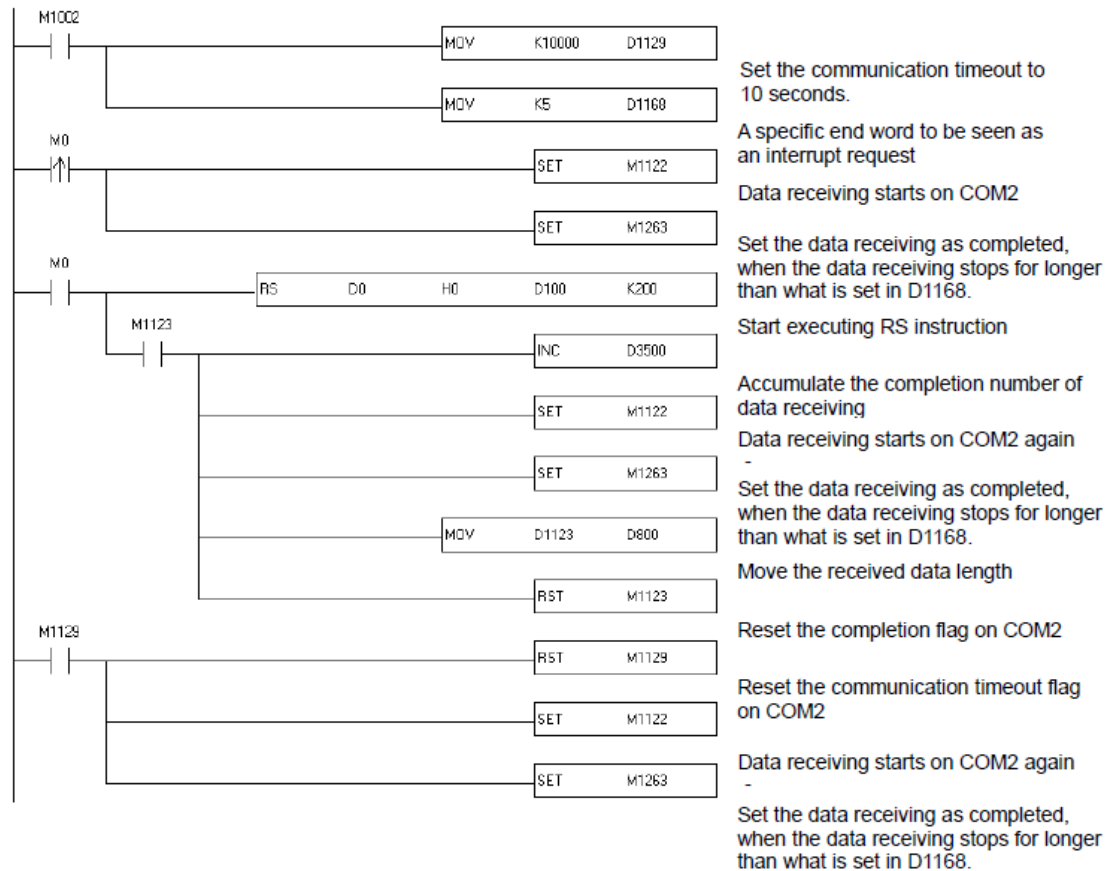 M1002
MOV K10000 D1129
Set the communication timeout to
10 seconds.
MOV K5 D1168
A specific end word to be seen as
an interrupt request
M0
SET M1122
Data receiving starts on COM2
SET M1263
Set the data receiving as completed,
when the data receiving stops for longer
than what is set in D1168.
M0
RS D0 H0 D100 K200
Start executing RS instruction
M1123
INC D3500
Accumulate the completion number of
data receiving
SET M1122
Data receiving starts on COM2 again
-
SET M1263
Set the data receiving as completed,
when the data receiving stops for longer
than what is set in D1168.
MOV D1123 D800
Move the received data length
RST M1123
Reset the completion flag on COM2
M1129
RST M1129
Reset the communication timeout flag
on COM2
SET M1122
Data receiving starts on COM2 again
-
SET M1263
Set the data receiving as completed,
when the data receiving stops for longer
than what is set in D1168.